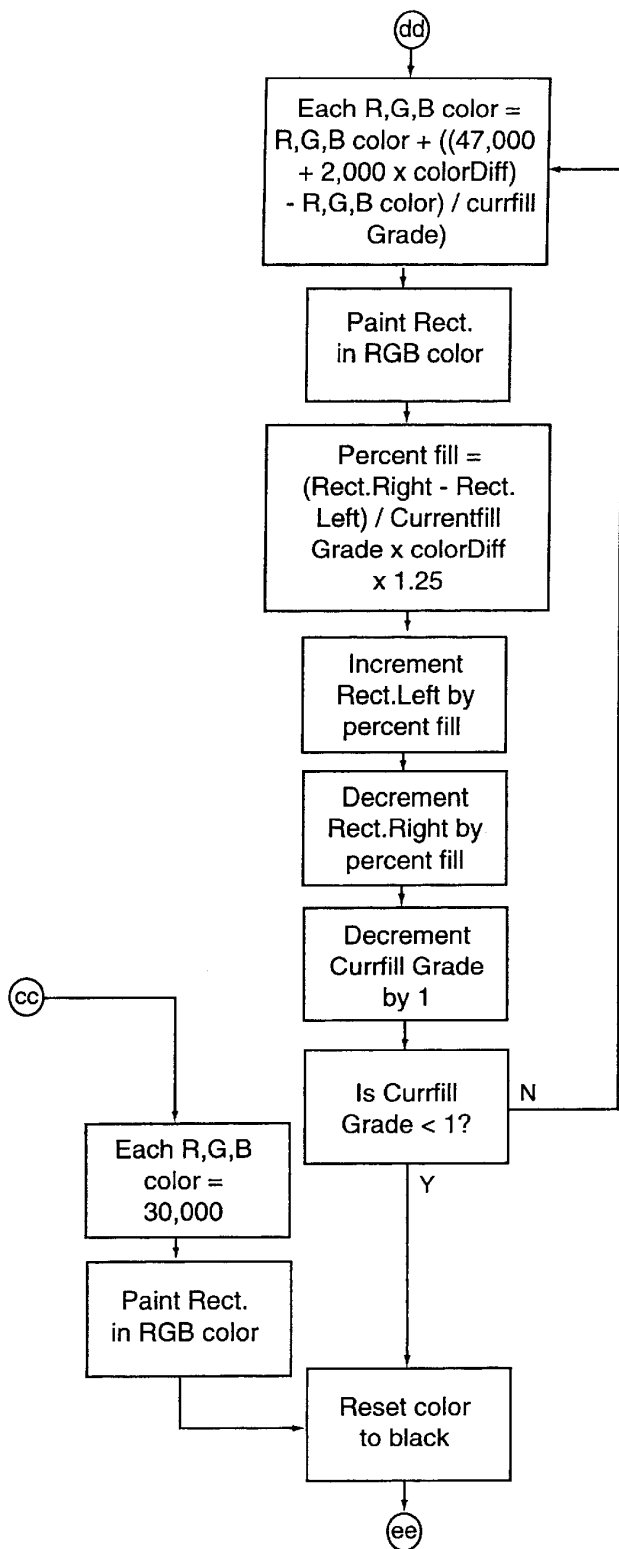 dd
Each R,G,B color =
R,G,B color + ((47,000
+ 2,000 x colorDiff)
- R,G,B color) / currfill
Grade)
Paint Rect.
in RGB color
Percent fill =
(Rect.Right - Rect.
Left) / Currentfill
Grade x colorDiff
x 1.25
Increment
Rect.Left by
percent fill
Decrement
Rect.Right by
percent fill
Decrement
Currfill Grade
by 1
Is Currfill
Grade < 1?
N
Y
cc
Each R,G,B
color =
30,000
Paint Rect.
in RGB color
Reset color
to black
ee